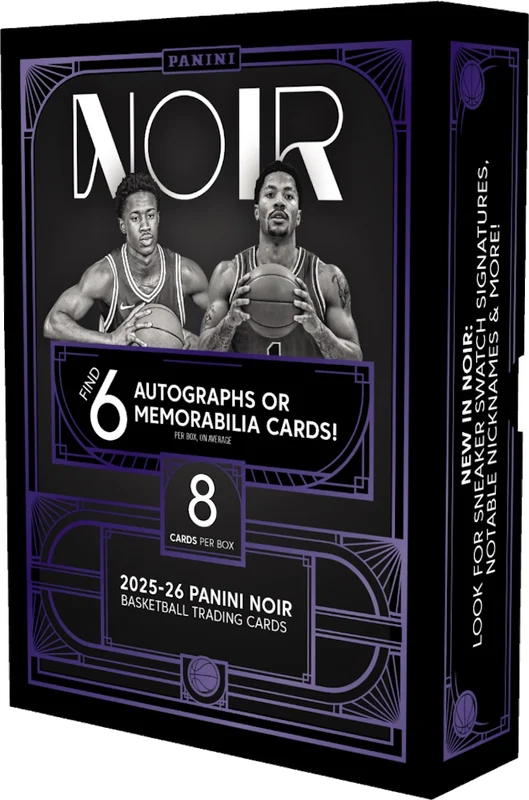 PANINI
NOIR
FIND
6
AUTOGRAPHS OR
MEMORABILIA CARDS!
PER BOX, ON AVERAGE
8
CARDS PER BOX
2025-26 PANINI NOIR
BASKETBALL TRADING CARDS
1
NEW IN NOIR:
LOOK FOR SNEAKER SWATCH SIGNATURES,
NOTABLE NICKNAMES & MORE!